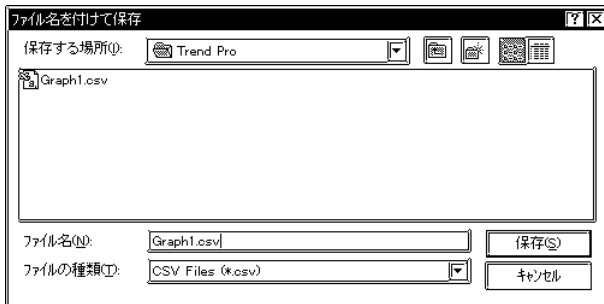 ファイル名を付けて保存
保存する場所(I):
Trend Pro
Graph1.csv
ファイル名(N):
Graph1.csv
保存(S)
ファイルの種類(T):
CSV Files (*.csv)
キャンセル